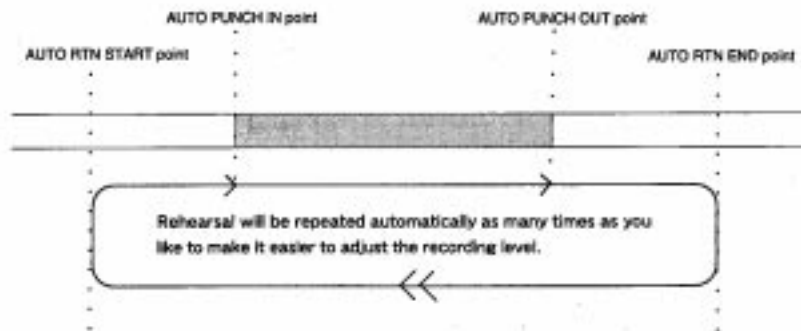 AUTO PUNCH IN point
AUTO PUNCH OUT point
AUTO RTN START point
AUTO RTN END point
Rehearsal will be repeated automatically as many times as you
like to make it easier to adjust the recording level.